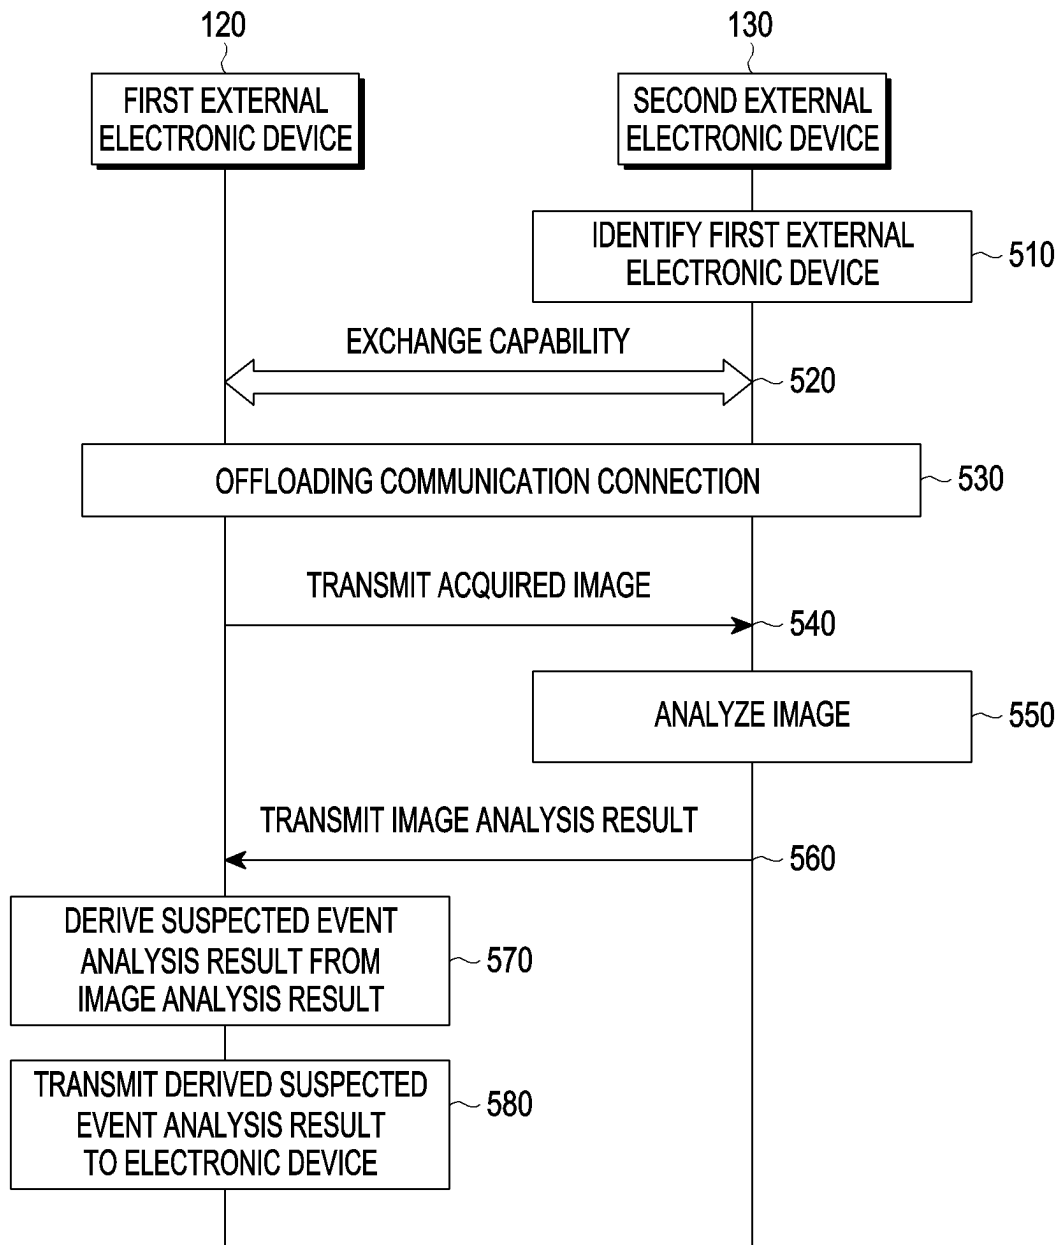 120
130
FIRST EXTERNAL
ELECTRONIC DEVICE
SECOND EXTERNAL
ELECTRONIC DEVICE
IDENTIFY FIRST EXTERNAL
ELECTRONIC DEVICE
510
EXCHANGE CAPABILITY
520
OFFLOADING COMMUNICATION CONNECTION
530
TRANSMIT ACQUIRED IMAGE
540
ANALYZE IMAGE
550
TRANSMIT IMAGE ANALYSIS RESULT
560
DERIVE SUSPECTED EVENT
ANALYSIS RESULT FROM
IMAGE ANALYSIS RESULT
570
TRANSMIT DERIVED SUSPECTED
EVENT ANALYSIS RESULT
TO ELECTRONIC DEVICE
580